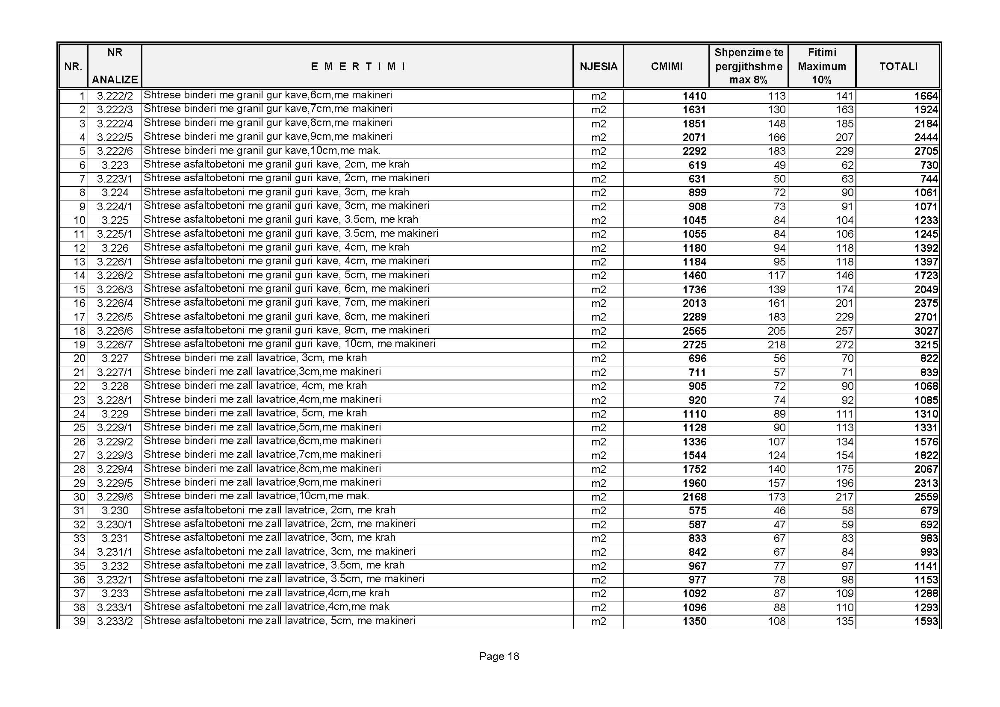 NR. NR ANALIZE E M E R T I M I NJESIA CMIMI Shpenzime te pergjithshme max 8% Fitimi Maximum 10% TOTALI
1 3.222/2 Shtrese binderi me granil gur kave,6cm,me makineri m2 1410 113 141 1664
2 3.222/3 Shtrese binderi me granil gur kave,7cm,me makineri m2 1631 130 163 1924
3 3.222/4 Shtrese binderi me granil gur kave,8cm,me makineri m2 1851 148 185 2184
4 3.222/5 Shtrese binderi me granil gur kave,9cm,me makineri m2 2071 166 207 2444
5 3.222/6 Shtrese binderi me granil gur kave,10cm,me mak. m2 2292 183 229 2705
6 3.223 Shtrese asfaltobetoni me granil guri kave, 2cm, me krah m2 619 49 62 730
7 3.223/1 Shtrese asfaltobetoni me granil guri kave, 2cm, me makineri m2 631 50 63 744
8 3.224 Shtrese asfaltobetoni me granil guri kave, 3cm, me krah m2 899 72 90 1061
9 3.224/1 Shtrese asfaltobetoni me granil guri kave, 3cm, me makineri m2 908 73 91 1071
10 3.225 Shtrese asfaltobetoni me granil guri kave, 3.5cm, me krah m2 1045 84 104 1233
11 3.225/1 Shtrese asfaltobetoni me granil guri kave, 3.5cm, me makineri m2 1055 84 106 1245
12 3.226 Shtrese asfaltobetoni me granil guri kave, 4cm, me krah m2 1180 94 118 1392
13 3.226/1 Shtrese asfaltobetoni me granil guri kave, 4cm, me makineri m2 1184 95 118 1397
14 3.226/2 Shtrese asfaltobetoni me granil guri kave, 5cm, me makineri m2 1460 117 146 1723
15 3.226/3 Shtrese asfaltobetoni me granil guri kave, 6cm, me makineri m2 1736 139 174 2049
16 3.226/4 Shtrese asfaltobetoni me granil guri kave, 7cm, me makineri m2 2013 161 201 2375
17 3.226/5 Shtrese asfaltobetoni me granil guri kave, 8cm, me makineri m2 2289 183 229 2701
18 3.226/6 Shtrese asfaltobetoni me granil guri kave, 9cm, me makineri m2 2565 205 257 3027
19 3.226/7 Shtrese asfaltobetoni me granil guri kave, 10cm, me makineri m2 2725 218 272 3215
20 3.227 Shtrese binderi me zall lavatrice, 3cm, me krah m2 696 56 70 822
21 3.227/1 Shtrese binderi me zall lavatrice,3cm,me makineri m2 711 57 71 839
22 3.228 Shtrese binderi me zall lavatrice, 4cm, me krah m2 905 72 90 1068
23 3.228/1 Shtrese binderi me zall lavatrice,4cm,me makineri m2 920 74 92 1085
24 3.229 Shtrese binderi me zall lavatrice, 5cm, me krah m2 1110 89 111 1310
25 3.229/1 Shtrese binderi me zall lavatrice,5cm,me makineri m2 1128 90 113 1331
26 3.229/2 Shtrese binderi me zall lavatrice,6cm,me makineri m2 1336 107 134 1576
27 3.229/3 Shtrese binderi me zall lavatrice,7cm,me makineri m2 1544 124 154 1822
28 3.229/4 Shtrese binderi me zall lavatrice,8cm,me makineri m2 1752 140 175 2067
29 3.229/5 Shtrese binderi me zall lavatrice,9cm,me makineri m2 1960 157 196 2313
30 3.229/6 Shtrese binderi me zall lavatrice,10cm,me mak. m2 2168 173 217 2559
31 3.230 Shtrese asfaltobetoni me zall lavatrice, 2cm, me krah m2 575 46 58 679
32 3.230/1 Shtrese asfaltobetoni me zall lavatrice, 2cm, me makineri m2 587 47 59 692
33 3.231 Shtrese asfaltobetoni me zall lavatrice, 3cm, me krah m2 833 67 83 983
34 3.231/1 Shtrese asfaltobetoni me zall lavatrice, 3cm, me makineri m2 842 67 84 993
35 3.232 Shtrese asfaltobetoni me zall lavatrice, 3.5cm, me krah m2 967 77 97 1141
36 3.232/1 Shtrese asfaltobetoni me zall lavatrice, 3.5cm, me makineri m2 977 78 98 1153
37 3.233 Shtrese asfaltobetoni me zall lavatrice,4cm,me krah m2 1092 87 109 1288
38 3.233/1 Shtrese asfaltobetoni me zall lavatrice,4cm,me mak m2 1096 88 110 1293
39 3.233/2 Shtrese asfaltobetoni me zall lavatrice, 5cm, me makineri m2 1350 108 135 1593
Page 18